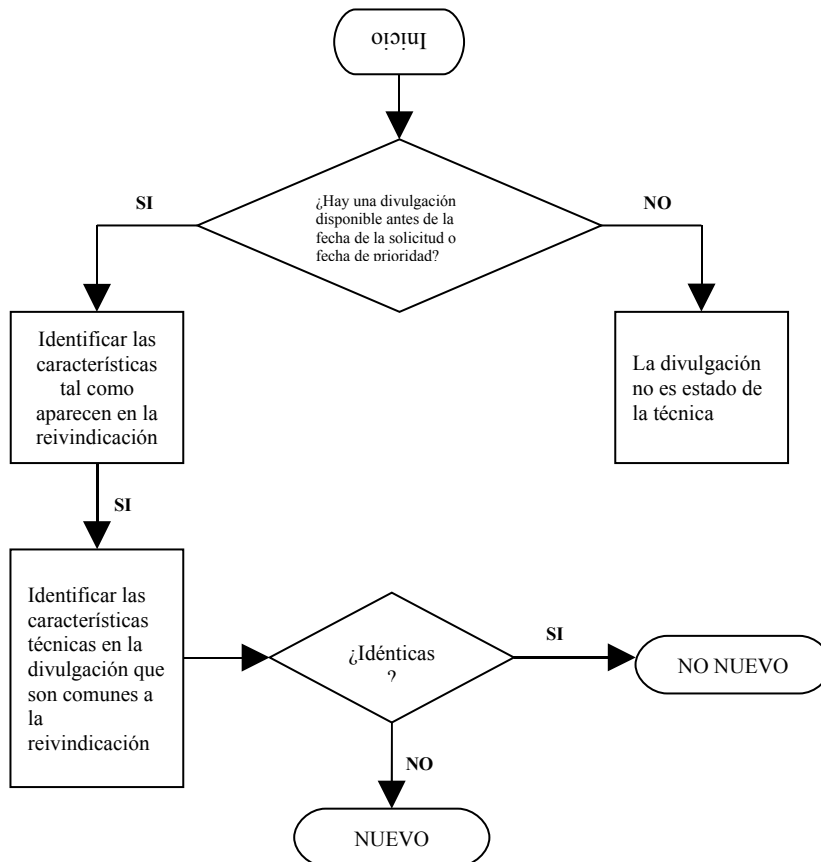 Inicio
¿Hay una divulgación
disponible antes de la
fecha de la solicitud o
fecha de prioridad?
SI
NO
Identificar las
características
tal como
aparecen en la
reivindicación
La divulgación
no es estado de
la técnica
SI
Identificar las
características
técnicas en la
divulgación que
son comunes a
la
reivindicación
¿Idénticas
?
SI
NO NUEVO
NO
NUEVO